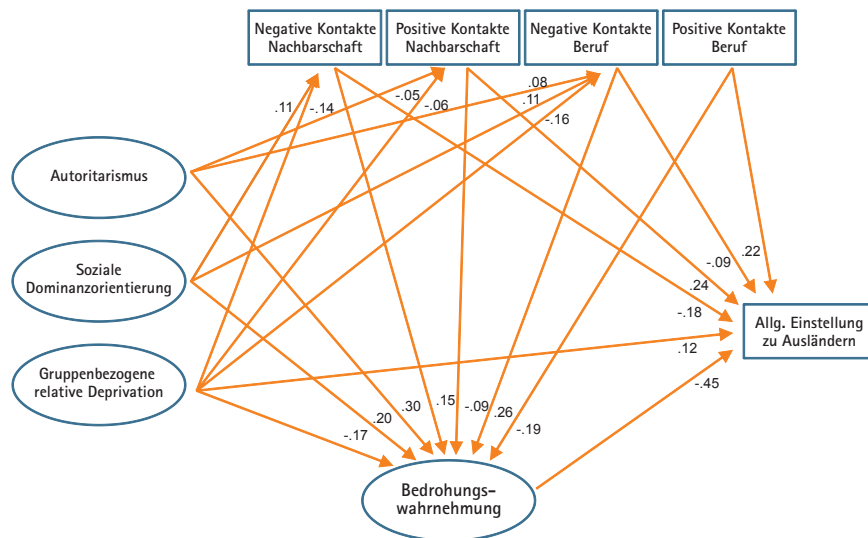 Negative Kontakte
Nachbarschaft
Positive Kontakte
Nachbarschaft
Negative Kontakte
Beruf
Positive Kontakte
Beruf
.11
-.14
-.05
-.06
.08
.11
-.16
Autoritarismus
Soziale
Dominanzorientierung
Gruppenbezogene
relative Deprivation
-.09
.22
.24
-.18
.12
-.45
Allg. Einstellung
zu Ausländern
-.17
.20
.30
.15
-.09
.26
-.19
Bedrohungs-
wahrnehmung